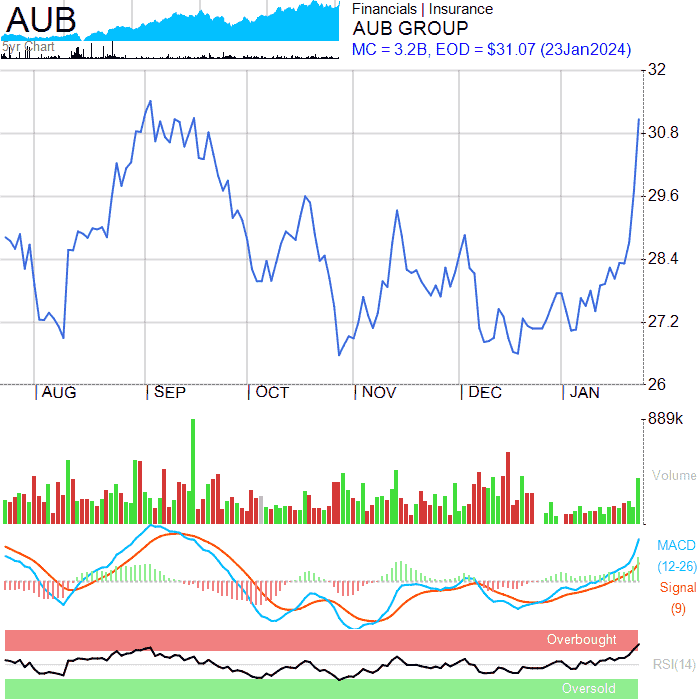 AUB
5yr Chart
Financials | Insurance
AUB GROUP
MC = 3.2B, EOD = $31.07 (23Jan2024)
32
30.8
29.6
28.4
27.2
26
| AUG | SEP | OCT | NOV | DEC | JAN
889k
Volume
MACD
(12-26)
Signal
(9)
Overbought
RSI(14)
Oversold